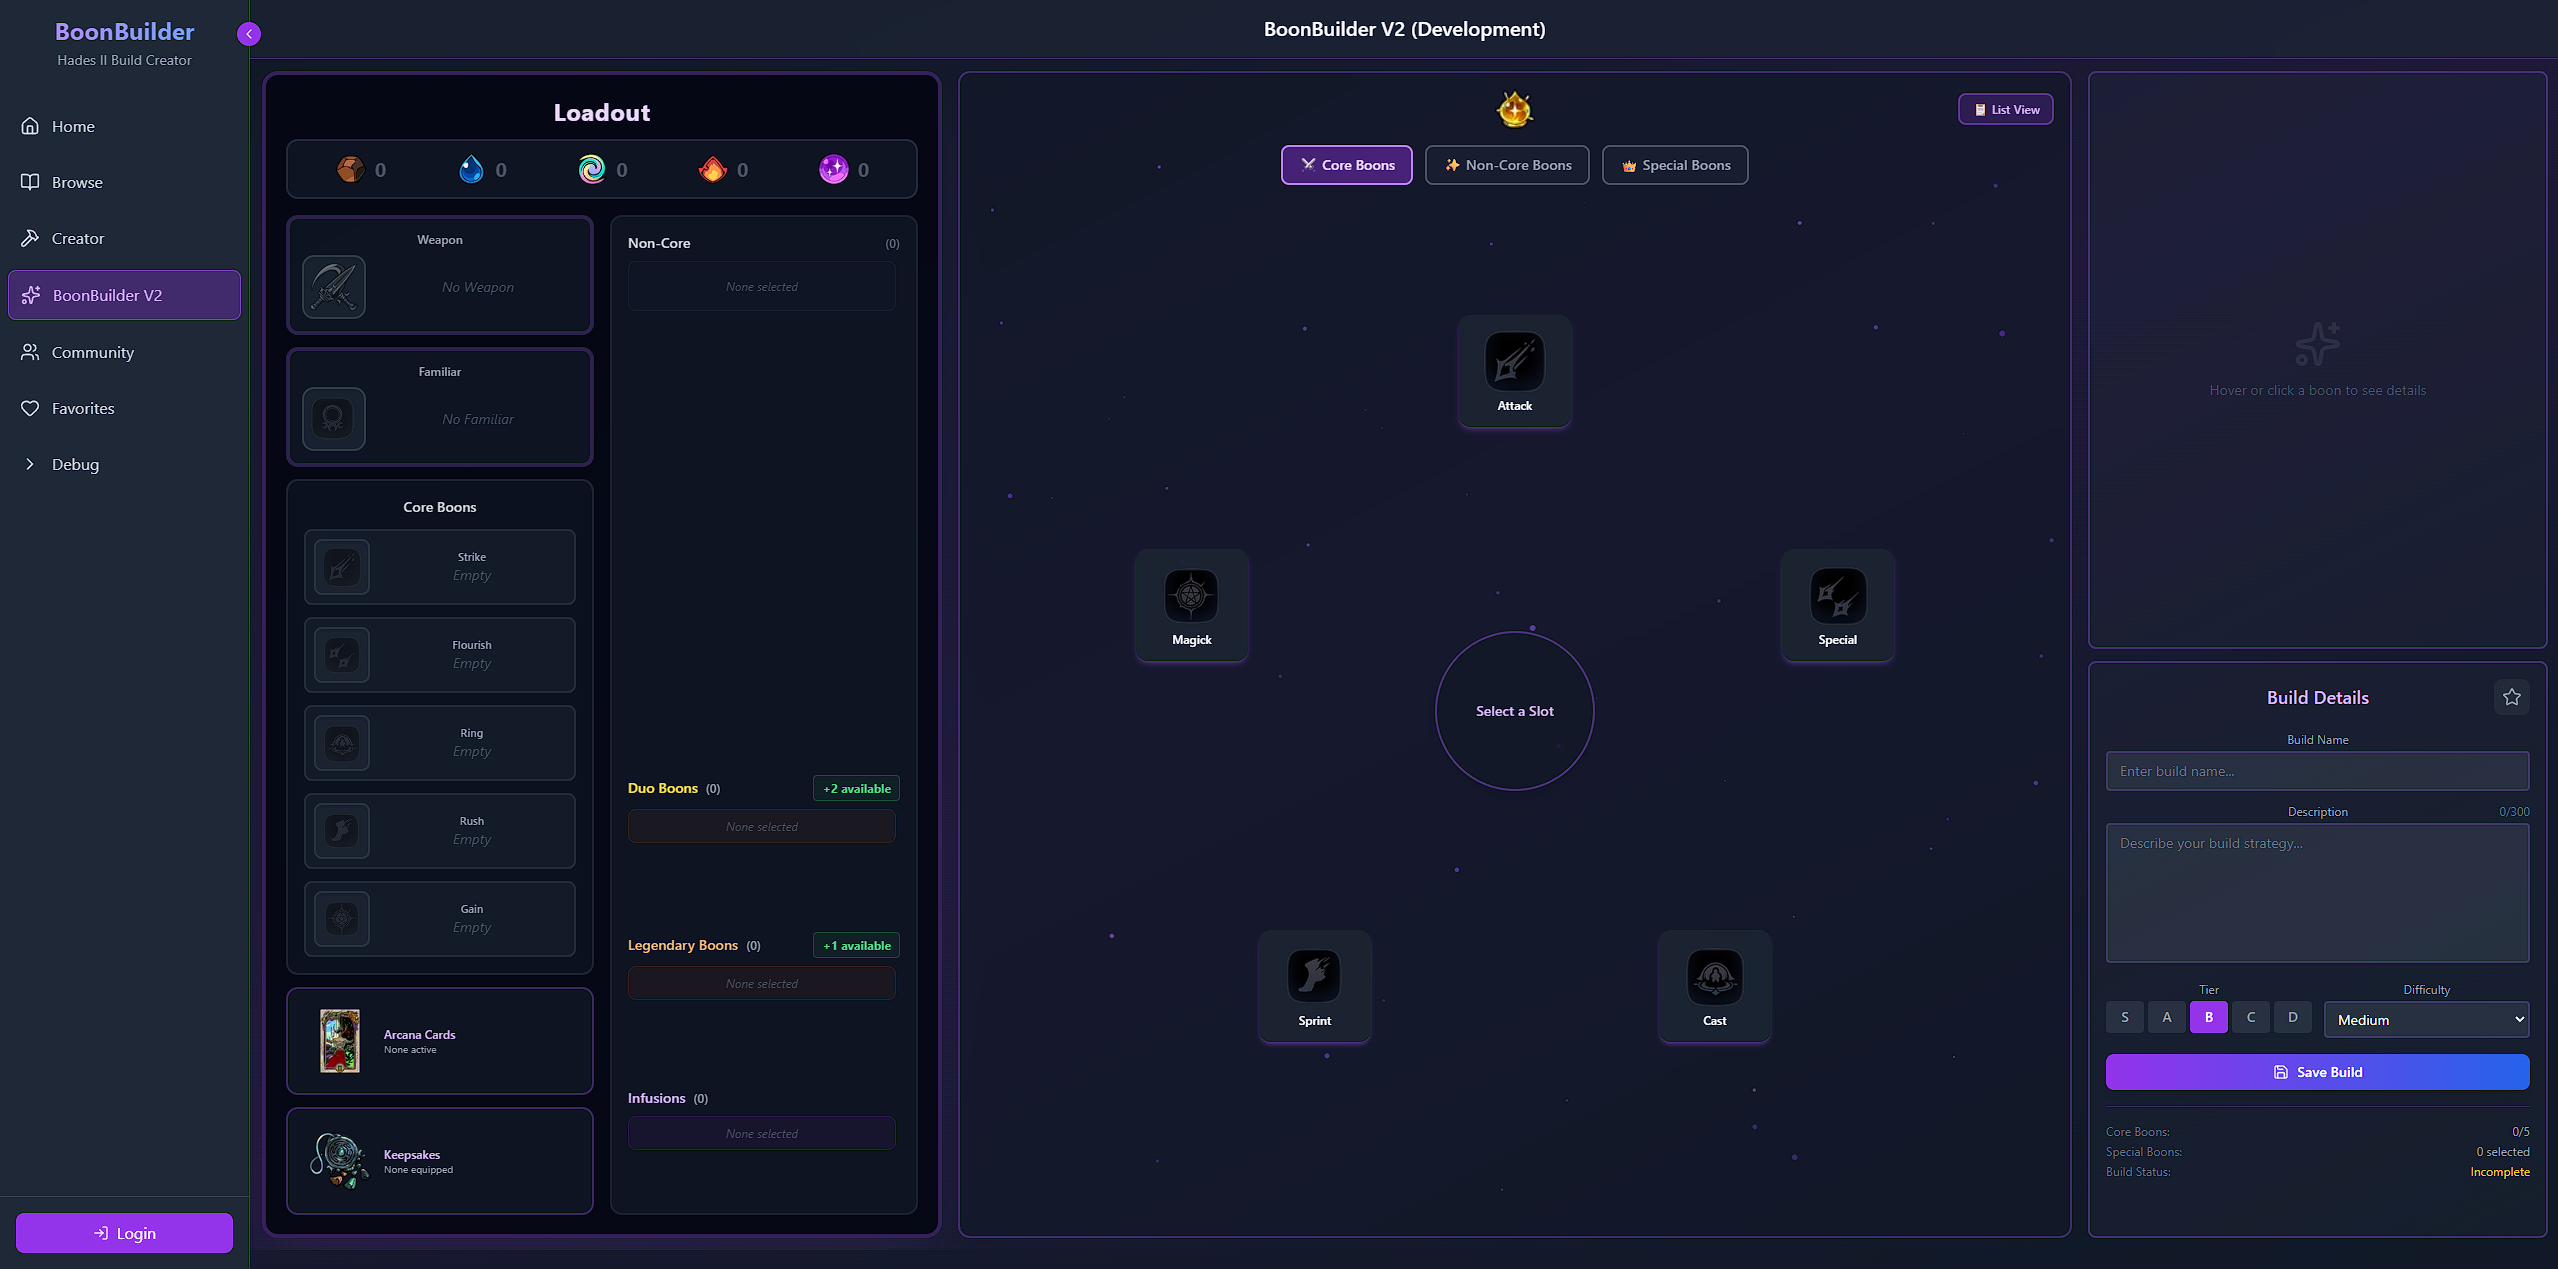 BoonBuilder
Hades II Build Creator
Home
Browse
Creator
BoonBuilder V2
Community
Favorites
Debug
Login
BoonBuilder V2 (Development)
Loadout
0 0 0 0 0
Weapon
No Weapon
Familiar
No Familiar
Core Boons
Strike
Empty
Flourish
Empty
Ring
Empty
Rush
Empty
Gain
Empty
Arcana Cards
None active
Keepsakes
None equipped
Non-Core (0)
None selected
Duo Boons (0) +2 available
None selected
Legendary Boons (0) +1 available
None selected
Infusions (0)
None selected
List View
Core Boons Non-Core Boons Special Boons
Attack
Magick
Special
Select a Slot
Sprint
Cast
Hover or click a boon to see details
Build Details
Build Name
Enter build name...
Description 0/300
Describe your build strategy...
Tier
S A B C D
Difficulty
Medium
Save Build
Core Boons: 0/5
Special Boons: 0 selected
Build Status: Incomplete